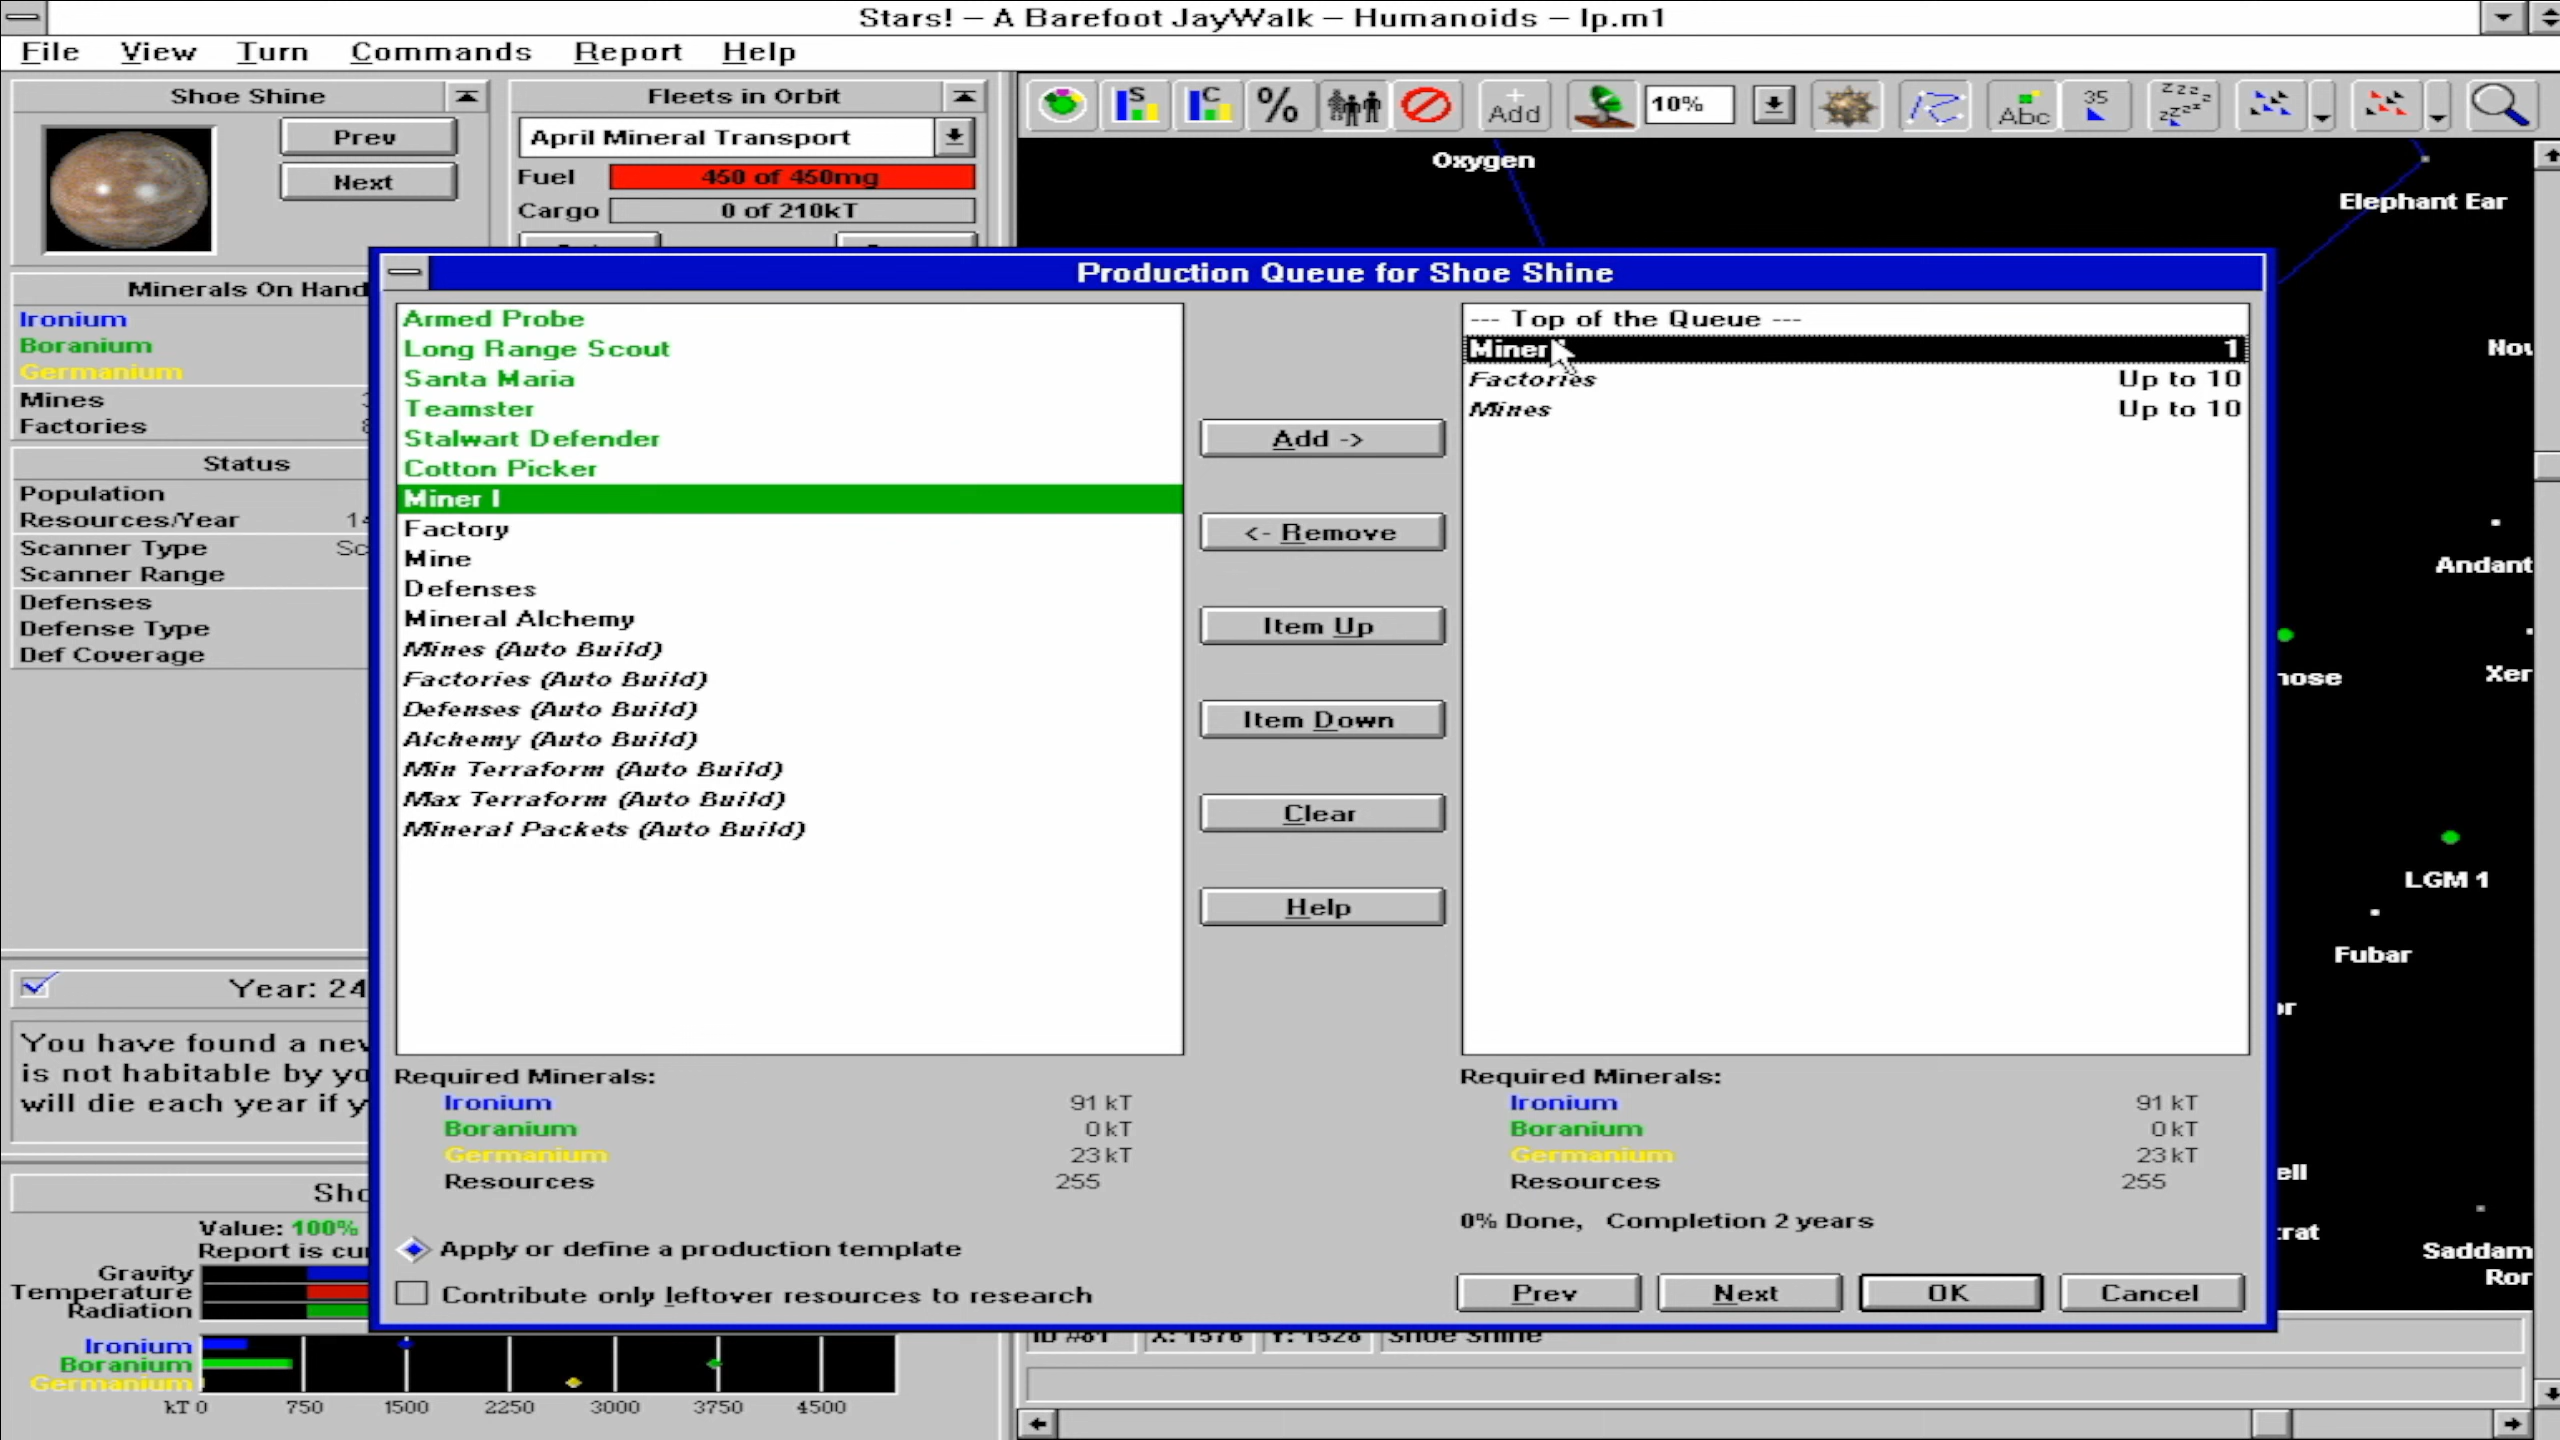 Stars! – A Barefoot JayWalk – Humanoids – lp.m1
File View Turn Commands Report Help
Shoe Shine
Prev
Next
Fleets in Orbit
April Mineral Transport
Fuel 450 of 450mg
Cargo 0 of 210kT
S C % Add 10% Abc 35
Minerals On Hand
Ironium
Boranium
Germanium
Mines
Factories
Status
Population
Resources/Year
Scanner Type
Scanner Range
Defenses
Defense Type
Def Coverage
Year: 24
You have found a
is not habitable by
will die each year if
Value: 100%
Report is
Gravity
Temperature
Radiation
Ironium
Boranium
Germanium
kT 0 750 1500 2250 3000 3750 4500
Production Queue for Shoe Shine
Armed Probe
Long Range Scout
Santa Maria
Teamster
Stalwart Defender
Cotton Picker
Miner I
Factory
Mine
Defenses
Mineral Alchemy
Mines (Auto Build)
Factories (Auto Build)
Defenses (Auto Build)
Alchemy (Auto Build)
Min Terraform (Auto Build)
Max Terraform (Auto Build)
Mineral Packets (Auto Build)
Add ->
<- Remove
Item Up
Item Down
Clear
Help
--- Top of the Queue ---
Miner 1
Factories Up to 10
Mines Up to 10
Required Minerals:
Ironium 91 kT
Boranium 0 kT
Germanium 23 kT
Resources 255
Apply or define a production template
Contribute only leftover resources to research
Required Minerals:
Ironium 91 kT
Boranium 0 kT
Germanium 23 kT
Resources 255
0% Done, Completion 2 years
Prev Next OK Cancel
Oxygen
Elephant Ear
LGM 1
Fubar
Saddam
ID #81 X: 1576 Y: 1528 Shoe Shine